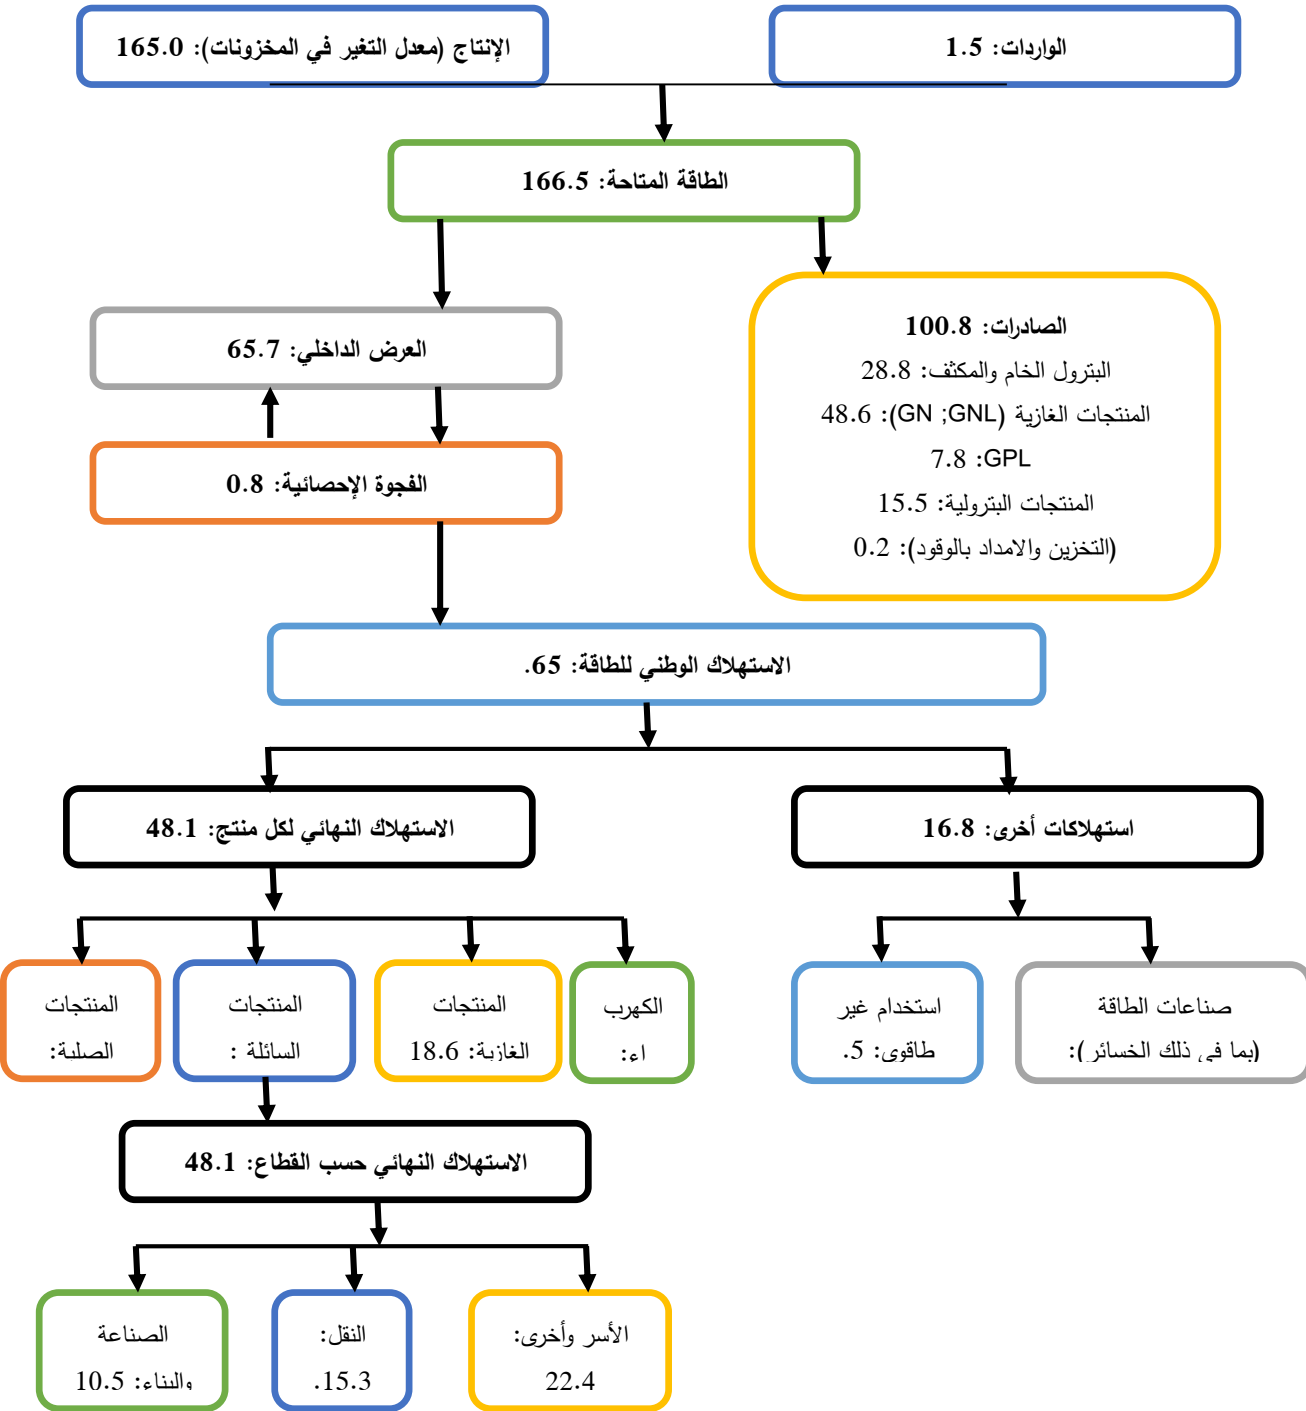 الواردات: 1.5
الإنتاج (معدل التغير في المخزونات): 165.0
الطاقة المتاحة: 166.5
الصادرات: 100.8
البترول الخام والمكثف: 28.8
المنتجات الغازية (GN ;GNL): 48.6
GPL: 7.8
المنتجات البترولية: 15.5
(التخزين والامداد بالوقود): 0.2
العرض الداخلي: 65.7
الفجوة الإحصائية: 0.8
الاستهلاك الوطني للطاقة: 65.
استهلاكات أخرى: 16.8
الاستهلاك النهائي لكل منتج: 48.1
صناعات الطاقة
(بما في ذلك الخسائر):
استخدام غير
طاقوي: 5.
الكهرب
اء:
المنتجات
الغازية: 18.6
المنتجات
السائلة :
المنتجات
الصلبة:
الاستهلاك النهائي حسب القطاع: 48.1
الأسر وأخرى:
22.4
النقل:
15.3.
الصناعة
والبناء: 10.5